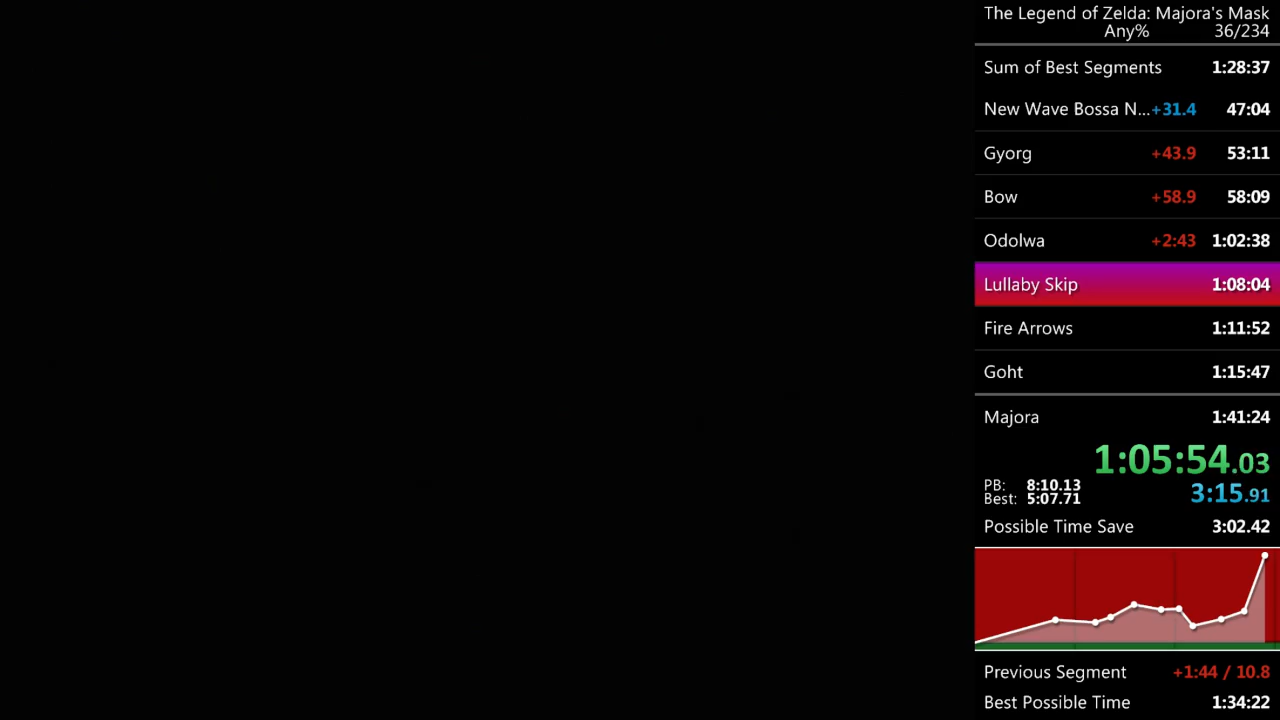 The Legend of Zelda: Majora's Mask
Any% 36/234
Sum of Best Segments 1:28:37
New Wave Bossa N... +31.4 47:04
Gyorg +43.9 53:11
Bow +58.9 58:09
Odolwa +2:43 1:02:38
Lullaby Skip 1:08:04
Fire Arrows 1:11:52
Goht 1:15:47
Majora 1:41:24
1:05:54.03
PB: 8:10.13
Best: 5:07.71 3:15.91
Possible Time Save 3:02.42
Previous Segment +1:44 / 10.8
Best Possible Time 1:34:22